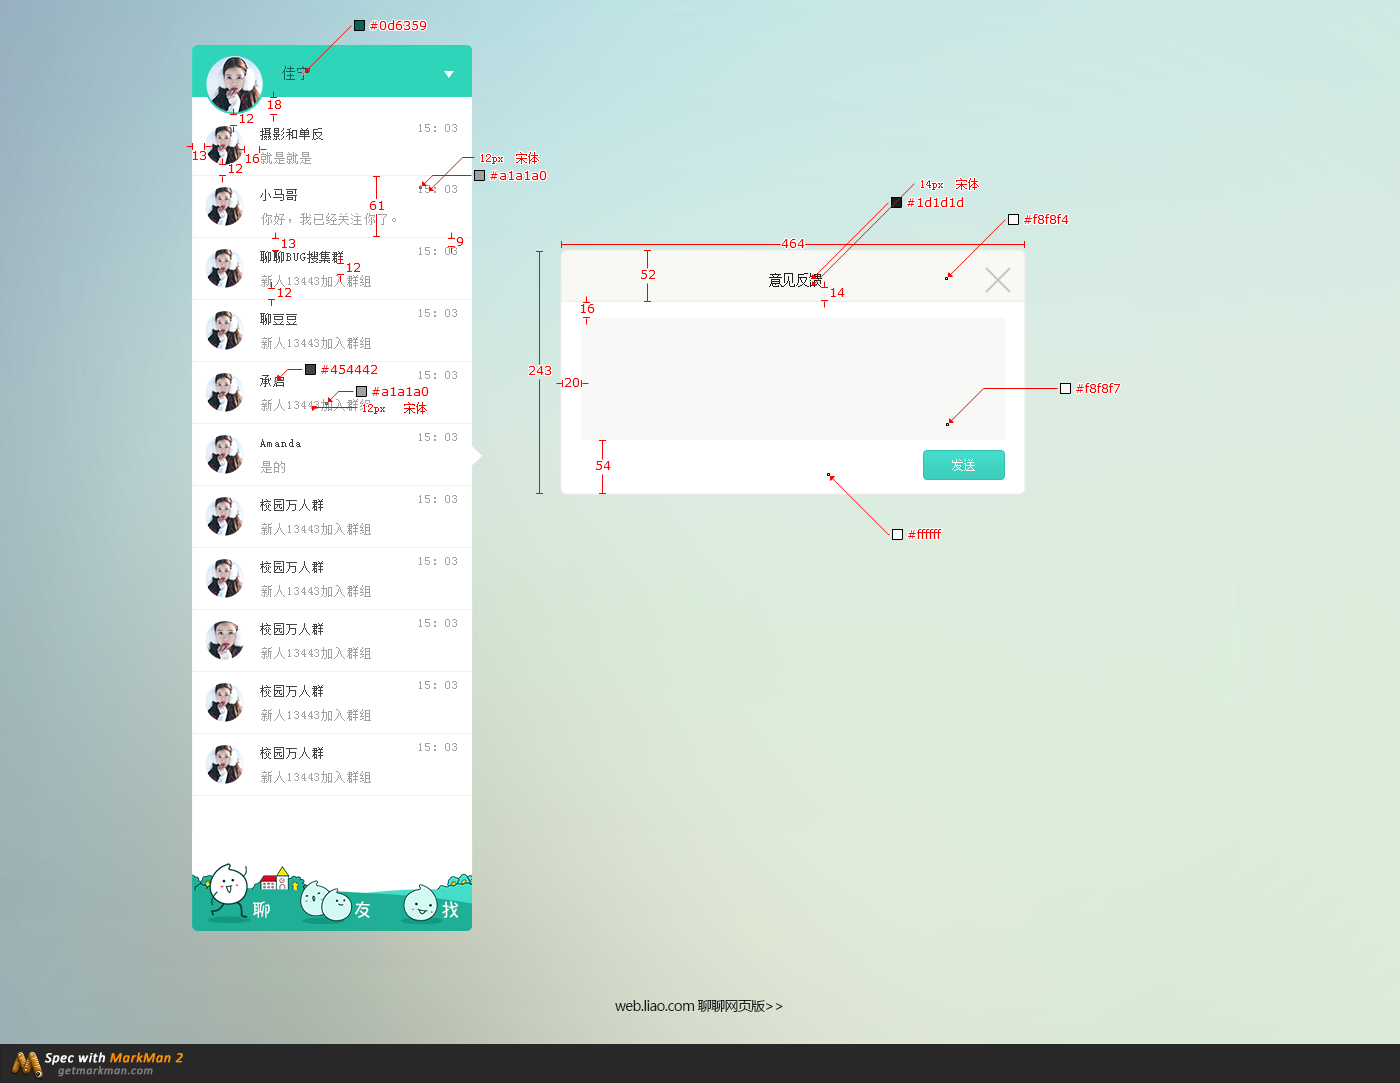 #0d6359
佳宁
18
12
摄影和单反
15: 03
13
16
就是就是
12
12px 宋体
#a1a1a0
小马哥
15: 03
61
你好，我已经关注你了。
13
9
聊聊BUG搜集群
15: 03
12
新人13443加入群组
12
聊豆豆
15: 03
新人13443加入群组
#454442
15: 03
#a1a1a0
新人13443加入群组
12px 宋体
Amanda
15: 03
是的
校园万人群
15: 03
新人13443加入群组
校园万人群
15: 03
新人13443加入群组
校园万人群
15: 03
新人13443加入群组
校园万人群
15: 03
新人13443加入群组
校园万人群
15: 03
新人13443加入群组
聊
友
找
14px 宋体
#1d1d1d
#f8f8f4
464
52
意见反馈
14
16
243
20
#f8f8f7
54
发送
#ffffff
web.liao.com 聊聊网页版>>
Spec with MarkMan 2
getmarkman.com